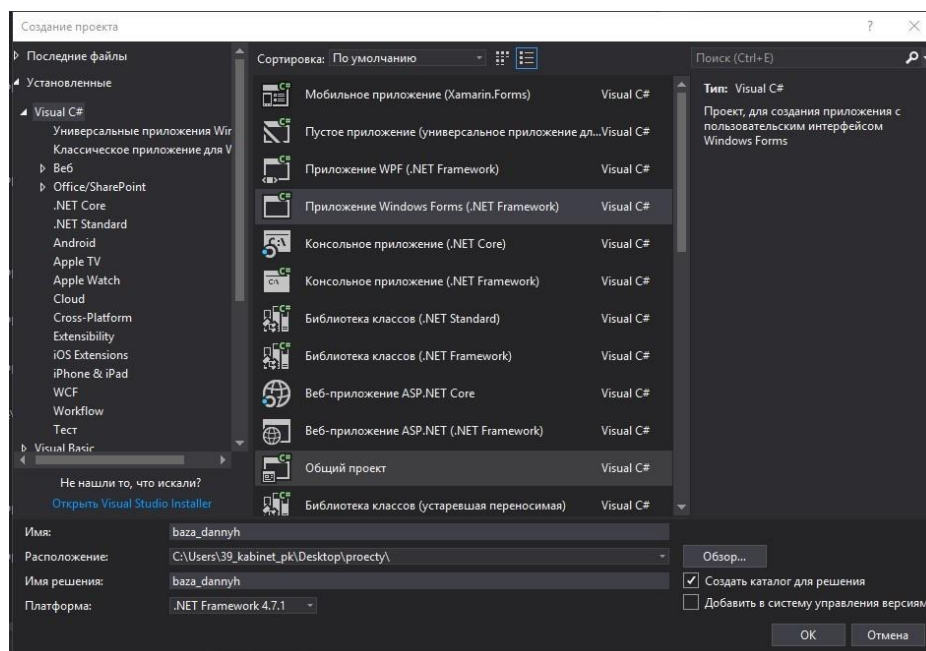 Создание проекта
?
Последние файлы
Установленные
Visual C#
Универсальные приложения Wir
Классическое приложение для V
Веб
Office/SharePoint
.NET Core
.NET Standard
Android
Apple TV
Apple Watch
Cloud
Cross-Platform
Extensibility
iOS Extensions
iPhone & iPad
WCF
Workflow
Тест
Visual Basic
Не нашли то, что искали?
Открыть Visual Studio Installer
Сортировка: По умолчанию
Мобильное приложение (Xamarin.Forms) Visual C#
Пустое приложение (универсальное приложение дл... Visual C#
Приложение WPF (.NET Framework) Visual C#
Приложение Windows Forms (.NET Framework) Visual C#
Консольное приложение (.NET Core) Visual C#
Консольное приложение (.NET Framework) Visual C#
Библиотека классов (.NET Standard) Visual C#
Библиотека классов (.NET Framework) Visual C#
Веб-приложение ASP.NET Core Visual C#
Веб-приложение ASP.NET (.NET Framework) Visual C#
Общий проект Visual C#
Библиотека классов (устаревшая переносимая) Visual C#
Поиск (Ctrl+E)
Тип: Visual C#
Проект, для создания приложения с
пользовательским интерфейсом
Windows Forms
Имя: baza_dannyh
Расположение: C:\Users\39_kabinet_pk\Desktop\proecty\
Обзор...
Имя решения: baza_dannyh
Создать каталог для решения
Платформа: .NET Framework 4.7.1
Добавить в систему управления версиям
ОК
Отмена